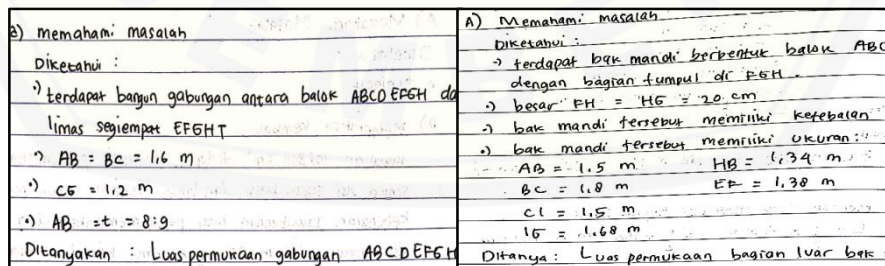 a) memahami masalah
Diketahui :
•) terdapat bangun gabungan antara balok ABCD EFGH da
limas segiempat EFGHT
•) AB = BC = 1,6 m
•) CG = 1,2 m
•) AB : t = 8:9
Ditanyakan : Luas permukaan gabungan ABCDEFGH
A) Memahami masalah
Diketahui :
•) terdapat bak mandi berbentuk balok ABC
dengan bagian tumpul di FGH.
•) besar FH = HG = 20 cm
•) bak mandi tersebut memiliki ketebalan
•) bak mandi tersebut memiliki ukuran :
AB = 1.5 m HB = 1,34 m
BC = 1.8 m EF = 1,38 m
CI = 1,5 m
IG = 1.68 m
Ditanya : Luas permukaan bagian luar bak